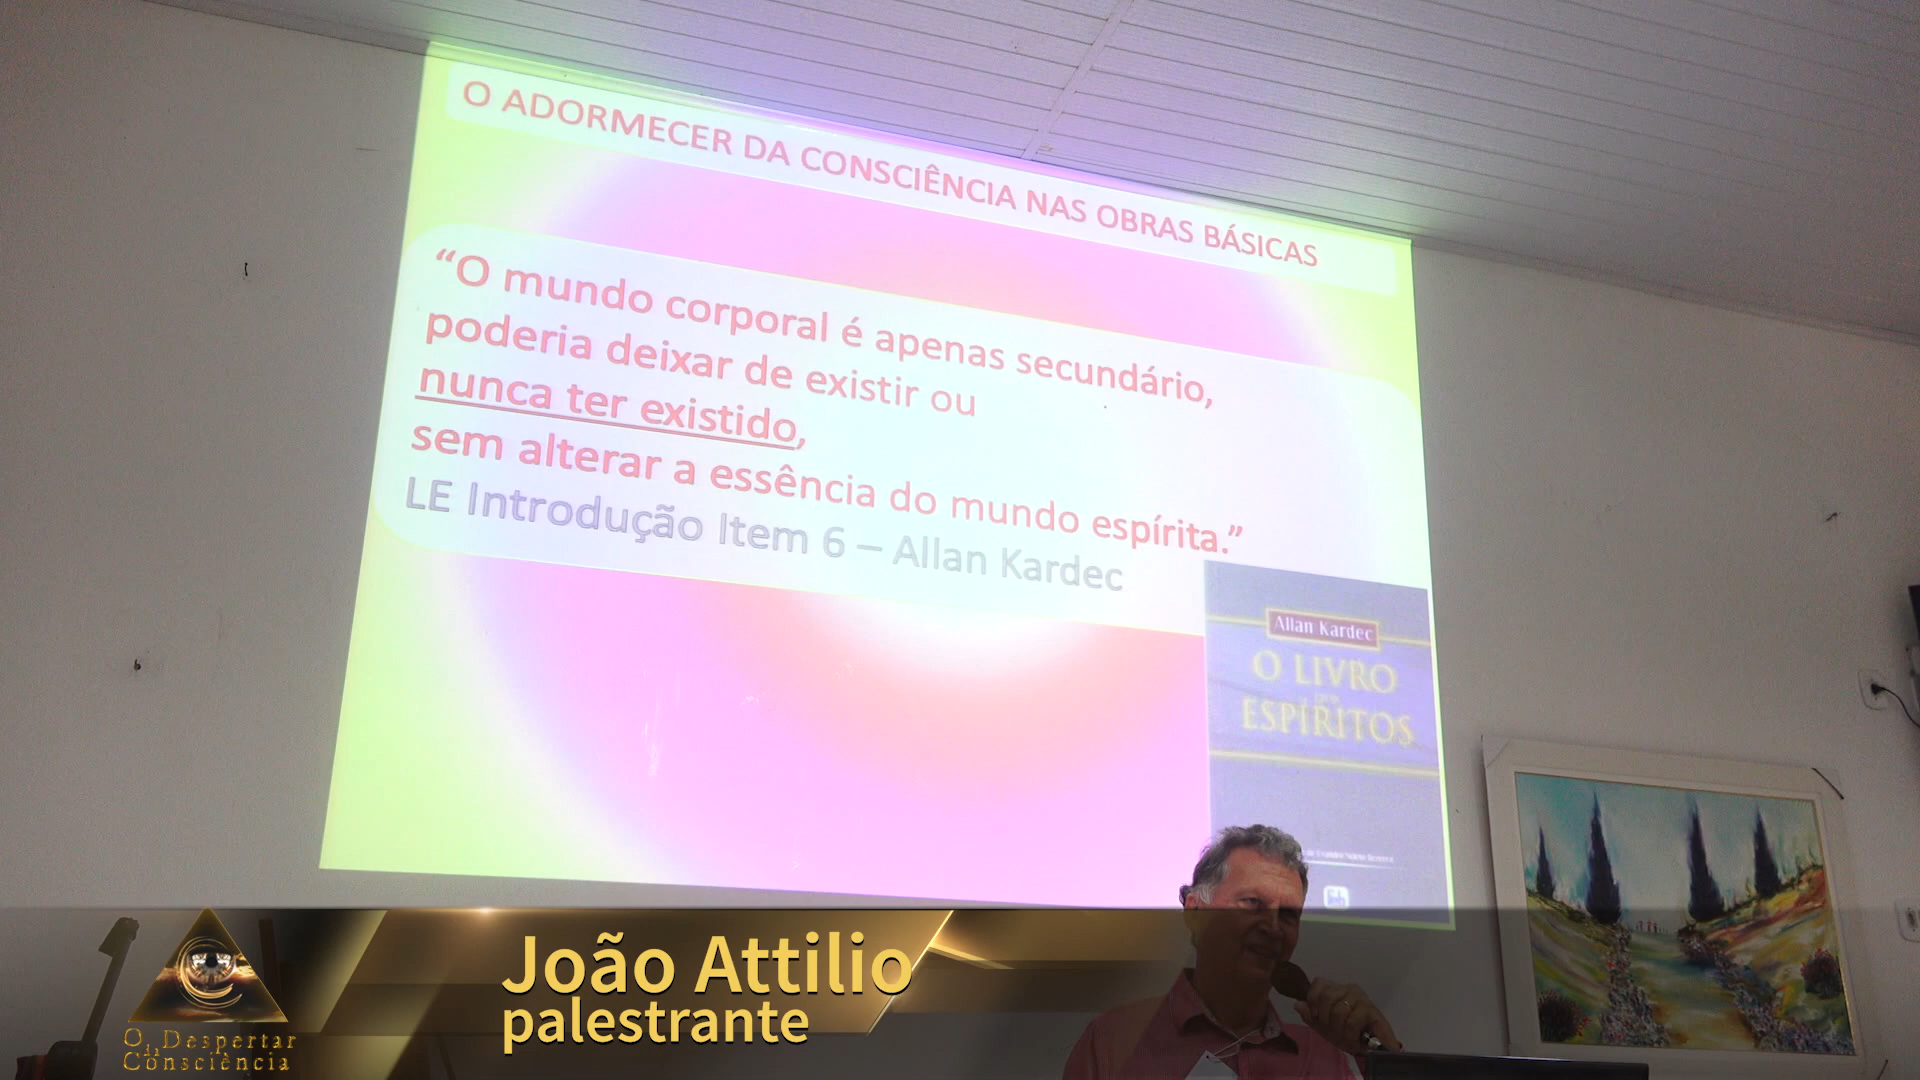 O ADORMECER DA CONSCIÊNCIA NAS OBRAS BÁSICAS
“O mundo corporal é apenas secundário,
poderia deixar de existir ou
nunca ter existido,
sem alterar a essência do mundo espírita.”
LE Introdução Item 6 – Allan Kardec
Allan Kardec
O LIVRO
DOS
ESPÍRITOS
João Attilio
palestrante
O Despertar
da
Consciência